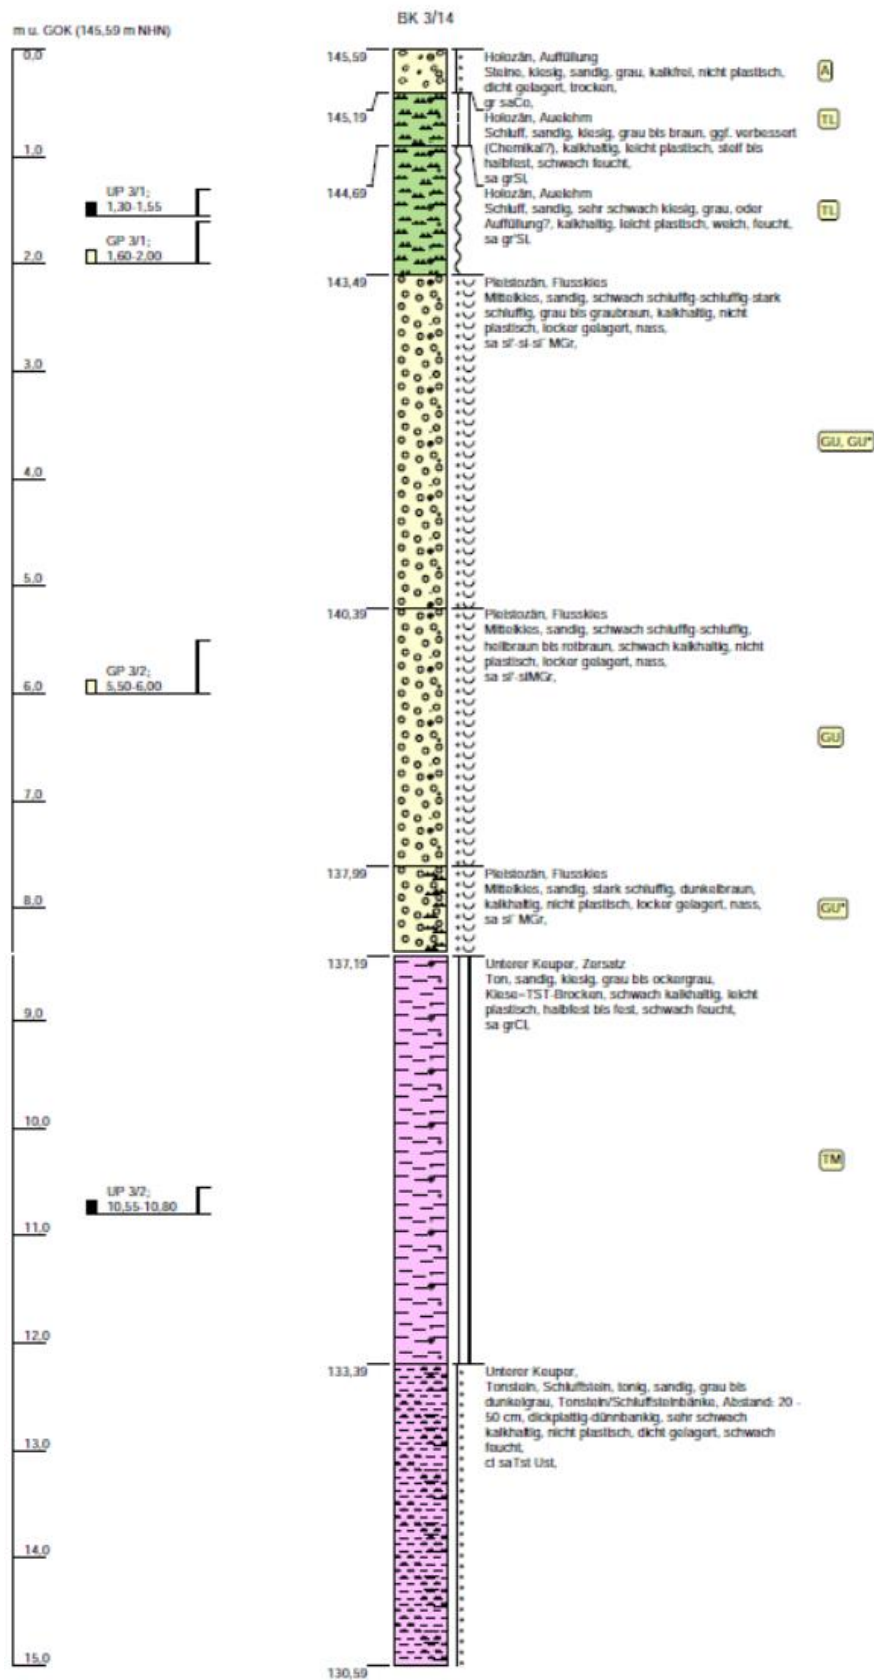 BK 3/14
m u. GOK (145,59 m NHN)
0,0
145,59
Holozän, Auffüllung
Steine, kiesig, sandig, grau, kalkfrei, nicht plastisch,
dicht gelagert, trocken,
gr saCo,
A
145,19
Holozän, Auelehm
Schluff, sandig, kiesig, grau bis braun, ggf. verbessert
(Chemikal?), kalkhaltig, leicht plastisch, steif bis
halbfest, schwach feucht,
sa grSi,
TL
1,0
144,69
Holozän, Auelehm
Schluff, sandig, sehr schwach kiesig, grau, oder
Auffüllung?, kalkhaltig, leicht plastisch, weich, feucht,
sa gr'Si,
TL
UP 3/1;
1,30-1,55
GP 3/1;
1,60-2,00
2,0
143,49
Pleistozän, Flusskies
Mittelkies, sandig, schwach schluffig-schluffig-stark
schluffig, grau bis graubraun, kalkhaltig, nicht
plastisch, locker gelagert, nass,
sa si'-si-si* MGr,
3,0
GU, GU*
4,0
5,0
140,39
Pleistozän, Flusskies
Mittelkies, sandig, schwach schluffig-schluffig,
hellbraun bis rotbraun, schwach kalkhaltig, nicht
plastisch, locker gelagert, nass,
sa si'-siMGr,
GP 3/2;
5,50-6,00
6,0
GU
7,0
137,99
Pleistozän, Flusskies
Mittelkies, sandig, stark schluffig, dunkelbraun,
kalkhaltig, nicht plastisch, locker gelagert, nass,
sa si* MGr,
8,0
GU*
137,19
Unterer Keuper, Zersatz
Ton, sandig, kiesig, grau bis ockergrau,
Kiese=TST-Brocken, schwach kalkhaltig, leicht
plastisch, halbfest bis fest, schwach feucht,
sa grCl,
9,0
10,0
TM
UP 3/2;
10,55-10,80
11,0
12,0
133,39
Unterer Keuper,
Tonstein, Schluffstein, tonig, sandig, grau bis
dunkelgrau, Tonstein/Schluffsteinbänke, Abstand: 20 -
50 cm, dickplattig-dünnbankig, sehr schwach
kalkhaltig, nicht plastisch, dicht gelagert, schwach
feucht,
cl saTst Ust,
13,0
14,0
15,0
130,59